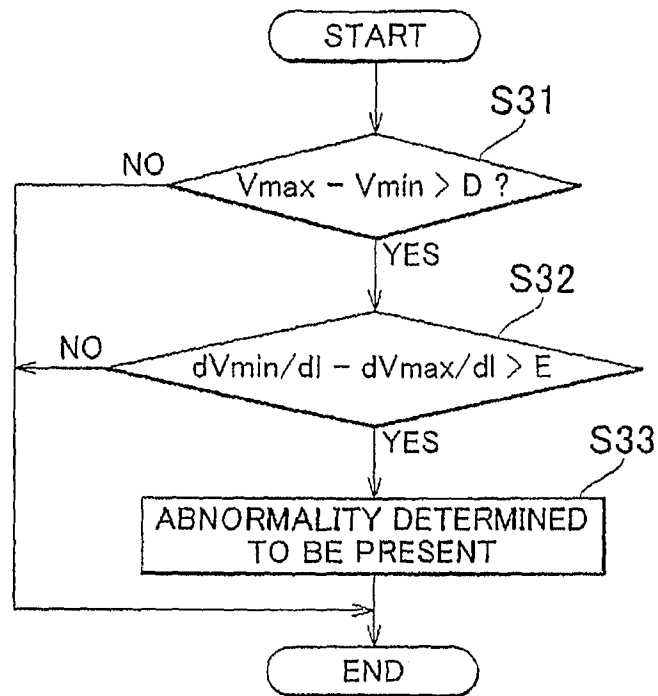 START
S31
NO
Vmax - Vmin > D ?
YES
S32
NO
dVmin/dI - dVmax/dI > E
YES
S33
ABNORMALITY DETERMINED
TO BE PRESENT
END